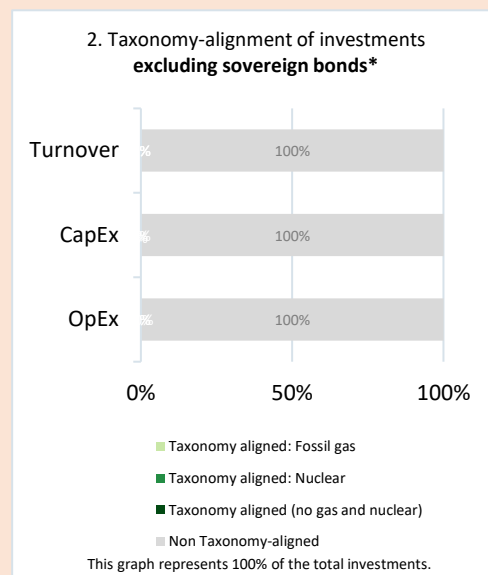 2. Taxonomy-alignment of investments
excluding sovereign bonds*
Turnover
100%
CapEx
100%
OpEx
100%
0% 50% 100%
Taxonomy aligned: Fossil gas
Taxonomy aligned: Nuclear
Taxonomy aligned (no gas and nuclear)
Non Taxonomy-aligned
This graph represents 100% of the total investments.